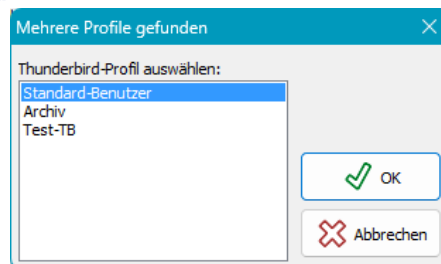 Mehrere Profile gefunden
Thunderbird-Profil auswählen:
Standard-Benutzer
Archiv
Test-TB
OK
Abbrechen